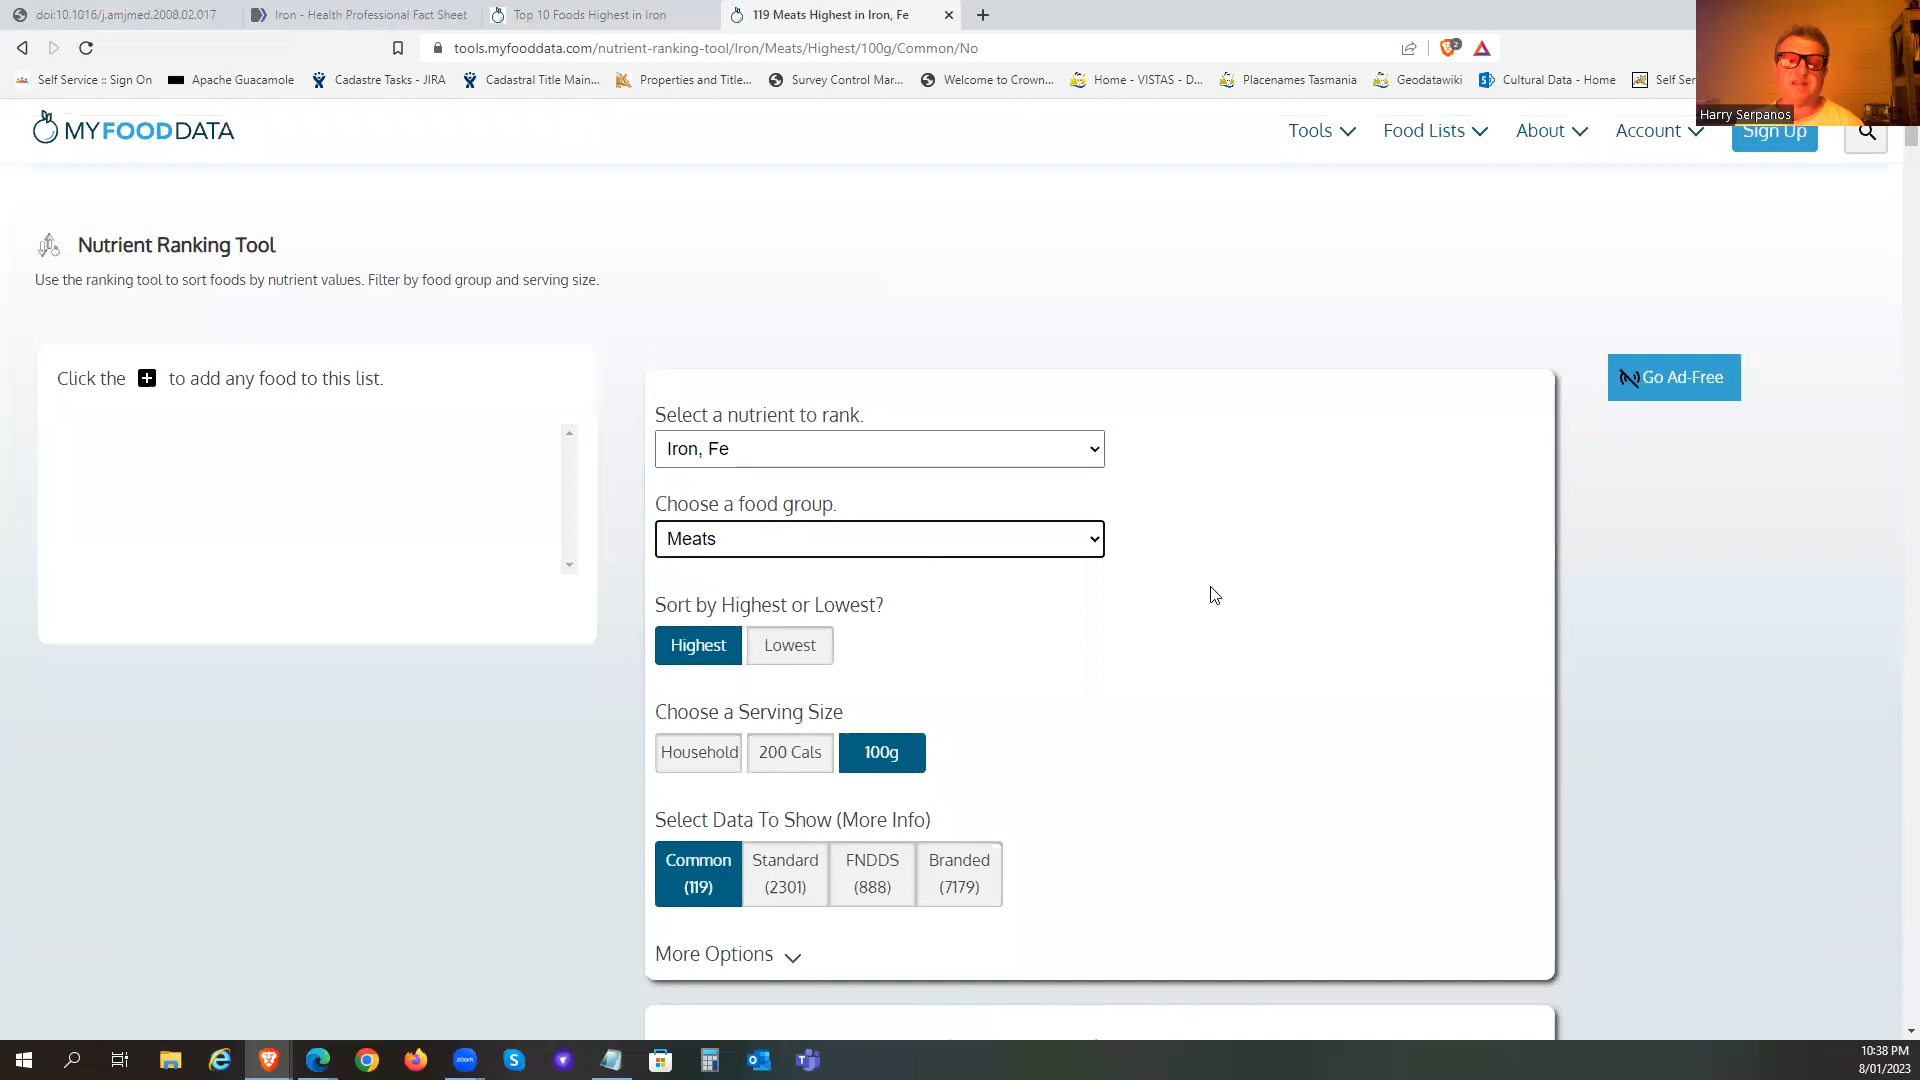 doi:10.1016/j.amjmed.2008.02.017
Iron - Health Professional Fact Sheet
Top 10 Foods Highest in Iron
119 Meats Highest in Iron, Fe
tools.myfooddata.com/nutrient-ranking-tool/Iron/Meats/Highest/100g/Common/No
2
Self Service :: Sign On
Apache Guacamole
Cadastre Tasks - JIRA
Cadastral Title Main...
Properties and Title...
Survey Control Mar...
Welcome to Crown...
Home - VISTAS - D...
Placenames Tasmania
Geodatawiki
Cultural Data - Home
Self Ser
Harry Serpanos
MYFOODDATA
Tools
Food Lists
About
Account
Sign Up
Nutrient Ranking Tool
Use the ranking tool to sort foods by nutrient values. Filter by food group and serving size.
Click the + to add any food to this list.
Go Ad-Free
Select a nutrient to rank.
Iron, Fe
Choose a food group.
Meats
Sort by Highest or Lowest?
Highest Lowest
Choose a Serving Size
Household 200 Cals 100g
Select Data To Show (More Info)
Common Standard FNDDS Branded
(119) (2301) (888) (7179)
More Options
zoom
10:38 PM
8/01/2023